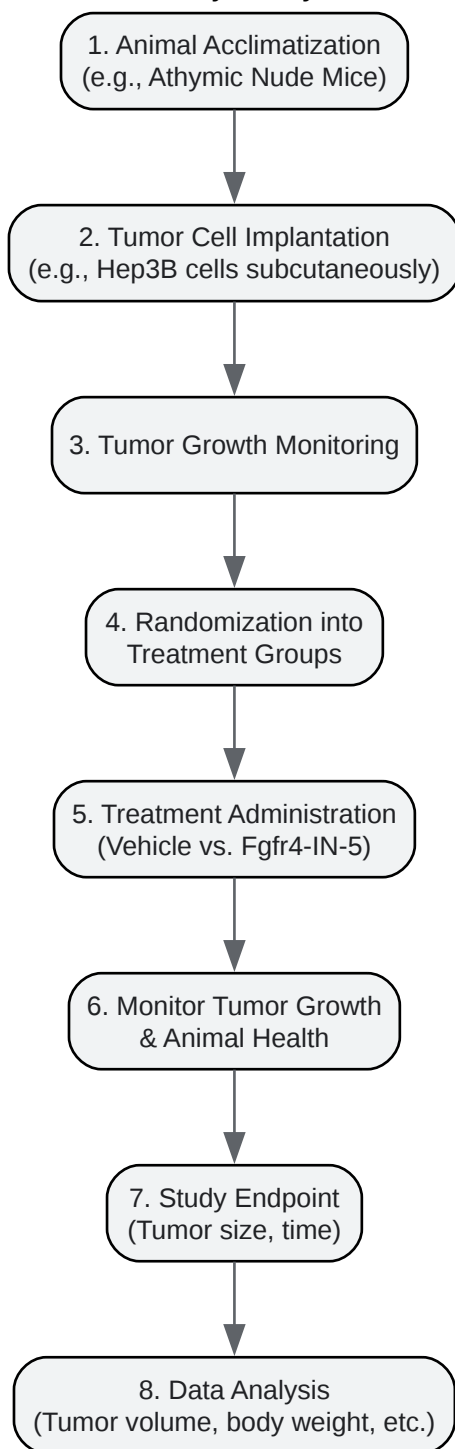 1. Animal Acclimatization
(e.g., Athymic Nude Mice)
2. Tumor Cell Implantation
(e.g., Hep3B cells subcutaneously)
3. Tumor Growth Monitoring
4. Randomization into
Treatment Groups
5. Treatment Administration
(Vehicle vs. Fgfr4-IN-5)
6. Monitor Tumor Growth
& Animal Health
7. Study Endpoint
(Tumor size, time)
8. Data Analysis
(Tumor volume, body weight, etc.)